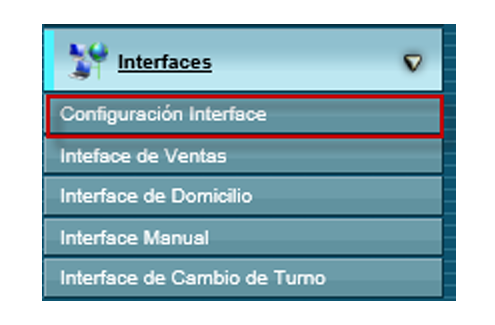 Interfaces
Configuración Interface
Inteface de Ventas
Interface de Domicilio
Interface Manual
Interface de Cambio de Turno